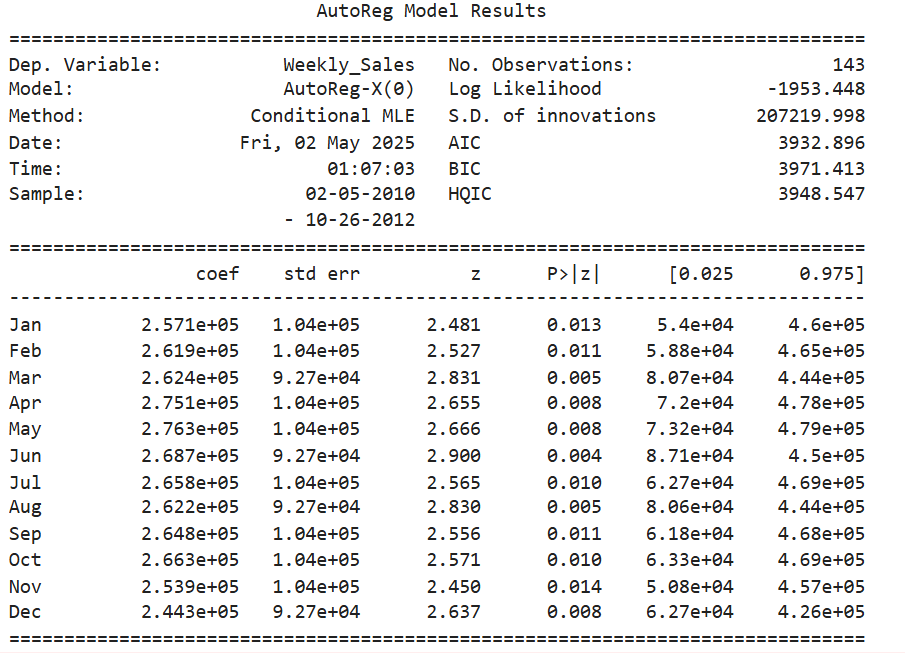 AutoReg Model Results
==============================================================================
Dep. Variable:           Weekly_Sales   No. Observations:                  143
Model:                   AutoReg-X(0)   Log Likelihood               -1953.448
Method:               Conditional MLE   S.D. of innovations         207219.998
Date:                Fri, 02 May 2025   AIC                           3932.896
Time:                        01:07:03   BIC                           3971.413
Sample:                    02-05-2010   HQIC                          3948.547
                         - 10-26-2012
==============================================================================
                 coef    std err          z      P>|z|      [0.025      0.975]
------------------------------------------------------------------------------
Jan         2.571e+05   1.04e+05      2.481      0.013     5.4e+04     4.6e+05
Feb         2.619e+05   1.04e+05      2.527      0.011    5.88e+04    4.65e+05
Mar         2.624e+05   9.27e+04      2.831      0.005    8.07e+04    4.44e+05
Apr         2.751e+05   1.04e+05      2.655      0.008     7.2e+04    4.78e+05
May         2.763e+05   1.04e+05      2.666      0.008    7.32e+04    4.79e+05
Jun         2.687e+05   9.27e+04      2.900      0.004    8.71e+04     4.5e+05
Jul         2.658e+05   1.04e+05      2.565      0.010    6.27e+04    4.69e+05
Aug         2.622e+05   9.27e+04      2.830      0.005    8.06e+04    4.44e+05
Sep         2.648e+05   1.04e+05      2.556      0.011    6.18e+04    4.68e+05
Oct         2.663e+05   1.04e+05      2.571      0.010    6.33e+04    4.69e+05
Nov         2.539e+05   1.04e+05      2.450      0.014    5.08e+04    4.57e+05
Dec         2.443e+05   9.27e+04      2.637      0.008    6.27e+04    4.26e+05
==============================================================================